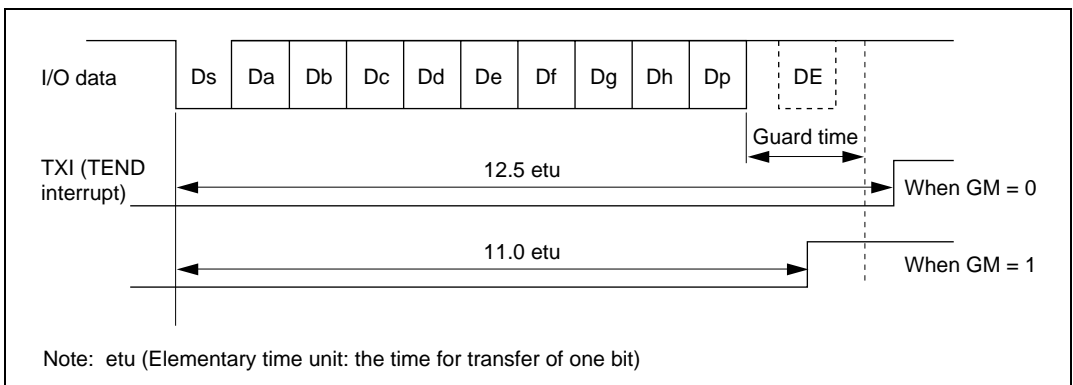 I/O data Ds Da Db Dc Dd De Df Dg Dh Dp DE
Guard time
TXI (TEND
interrupt)
12.5 etu
When GM = 0
11.0 etu
When GM = 1
Note: etu (Elementary time unit: the time for transfer of one bit)